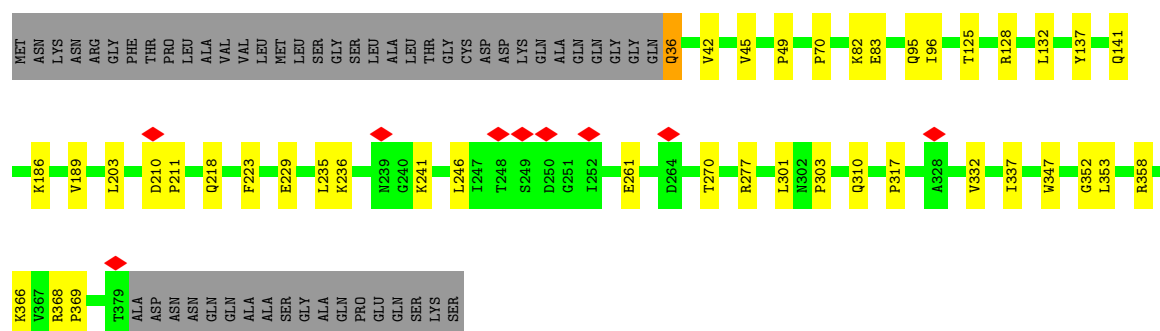 MET ASN LYS ASN ARG GLY PHE THR PRO LEU ALA VAL VAL LEU MET LEU SER GLY SER LEU ALA LEU THR GLY CYS ASP ASP LYS GLN ALA GLN GLN GLY GLY GLN Q36 V42 V45 P49 P70 K82 E83 Q95 I96 T125 R128 L132 Y137 Q141
K186 V189 L203 D210 P211 Q218 F223 E229 L235 K236 N239 G240 K241 L246 I247 T248 S249 D250 G251 I252 E261 D264 T270 R277 L301 N302 P303 Q310 P317 A328 V332 I337 W347 G352 L353 R358
K366 V367 R368 P369 T379 ALA ASP ASN ASN GLN GLN ALA ALA SER GLY ALA GLN PRO GLU GLN SER LYS SER